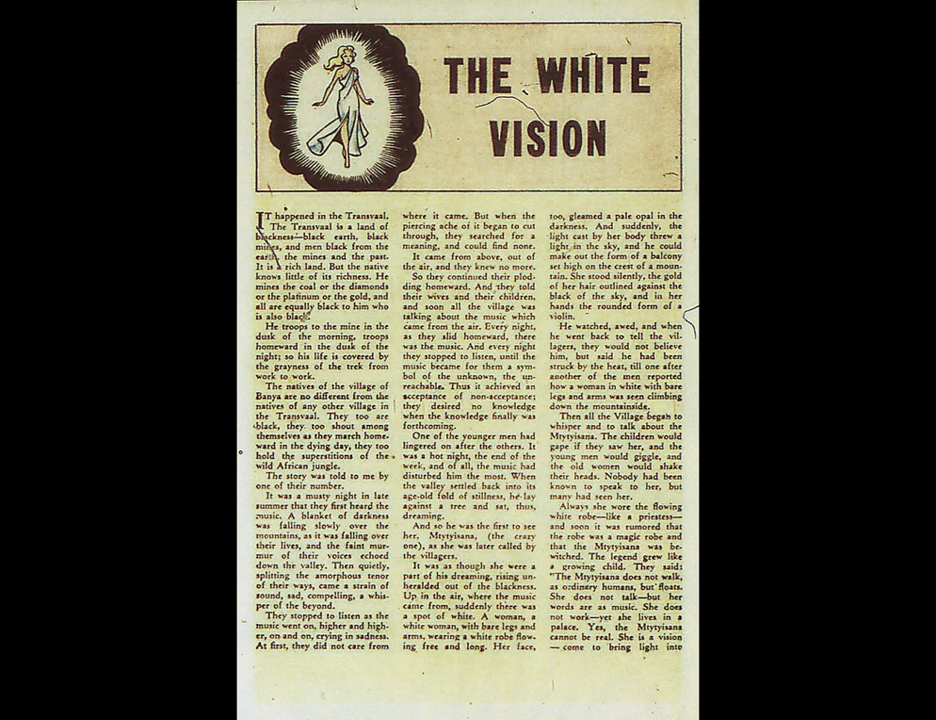 THE WHITE
VISION
IT happened in the Transvaal.
The Transvaal is a land of
blackness—black earth, black
mines, and men black from the
earth, the mines and the past.
It is a rich land. But the native
knows little of its richness. He
mines the coal or the diamonds
or the platinum or the gold, and
all are equally black to him who
is also black.
He troops to the mine in the
dusk of the morning, troops
homeward in the dusk of the
night; so his life is covered by
the grayness of the trek from
work to work.
The natives of the village of
Banya are no different from the
natives of any other village in
the Transvaal. They too are
black, they too shout among
themselves as they march home-
ward in the dying day, they too
hold the superstitions of the
wild African jungle.
The story was told to me by
one of their number.
It was a musty night in late
summer that they first heard the
music. A blanket of darkness
was falling slowly over the
mountains, as it was falling over
their lives, and the faint mur-
mur of their voices echoed
down the valley. Then quietly,
splitting the amorphous tenor
of their ways, came a strain of
sound, sad, compelling, a whis-
per of the beyond.
They stopped to listen as the
music went on, higher and high-
er, on and on, crying in sadness.
At first, they did not care from
where it came. But when the
piercing ache of it began to cut
through, they searched for a
meaning, and could find none.
It came from above, out of
the air, and they knew no more.
So they continued their plod-
ding homeward. And they told
their wives and their children,
and soon all the village was
talking about the music which
came from the air. Every night,
as they slid homeward, there
was the music. And every night
they stopped to listen, until the
music became for them a sym-
bol of the unknown, the un-
reachable. Thus it achieved an
acceptance of non-acceptance;
they desired no knowledge
when the knowledge finally was
forthcoming.
One of the younger men had
lingered on after the others. It
was a hot night, the end of the
week, and of all, the music had
disturbed him the most. When
the valley settled back into its
age-old fold of stillness, he lay
against a tree and sat, thus,
dreaming.
And so he was the first to see
her, Mtytyisana, (the crazy
one), as she was later called by
the villagers.
It was as though she were a
part of his dreaming, rising un-
heralded out of the blackness.
Up in the air, where the music
came from, suddenly there was
a spot of white. A woman, a
white woman, with bare legs and
arms, wearing a white robe flow-
ing free and long. Her face,
too, gleamed a pale opal in the
darkness. And suddenly, the
light cast by her body threw a
light in the sky, and he could
make out the form of a balcony
set high on the crest of a moun-
tain. She stood silently, the gold
of her hair outlined against the
black of the sky, and in her
hands the rounded form of a
violin.
He watched, awed, and when
he went back to tell the vil-
lagers, they would not believe
him, but said he had been
struck by the heat, till one after
another of the men reported
how a woman in white with bare
legs and arms was seen climbing
down the mountainside.
Then all the Village began to
whisper and to talk about the
Mtytyisana. The children would
gape if they saw her, and the
young men would giggle, and
the old women would shake
their heads. Nobody had been
known to speak to her, but
many had seen her.
Always she wore the flowing
white robe—like a priestess—
and soon it was rumored that
the robe was a magic robe and
that the Mtytyisana was be-
witched. The legend grew like
a growing child. They said:
"The Mtytyisana does not walk,
as ordinary humans, but floats.
She does not talk—but her
words are as music. She does
not work—yet she lives in a
palace. Yes, the Mtytyisana
cannot be real. She is a vision
—come to bring light into